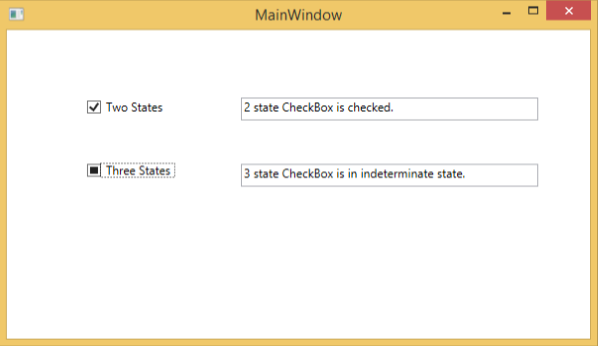 MainWindow
Two States
2 state CheckBox is checked.
Three States
3 state CheckBox is in indeterminate state.